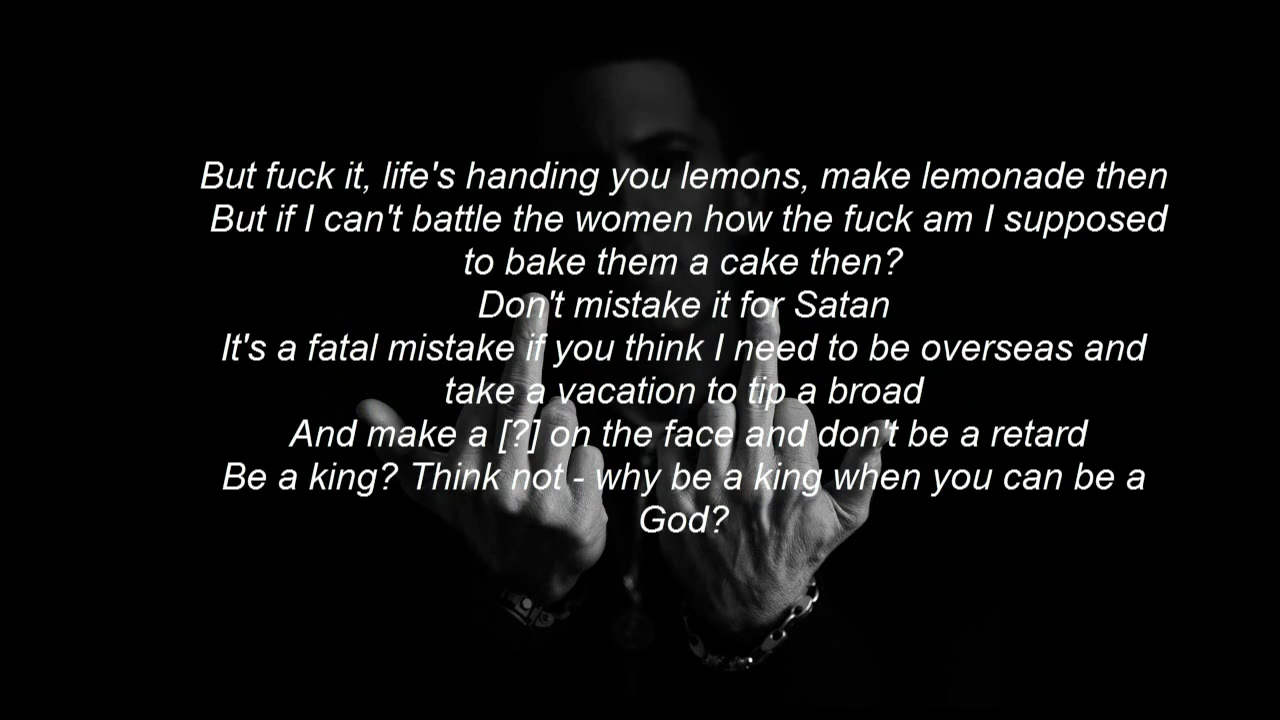 But fuck it, life's handing you lemons, make lemonade then
But if I can't battle the women how the fuck am I supposed
to bake them a cake then?
Don't mistake it for Satan
It's a fatal mistake if you think I need to be overseas and
take a vacation to tip a broad
And make a [?] on the face and don't be a retard
Be a king? Think not - why be a king when you can be a
God?